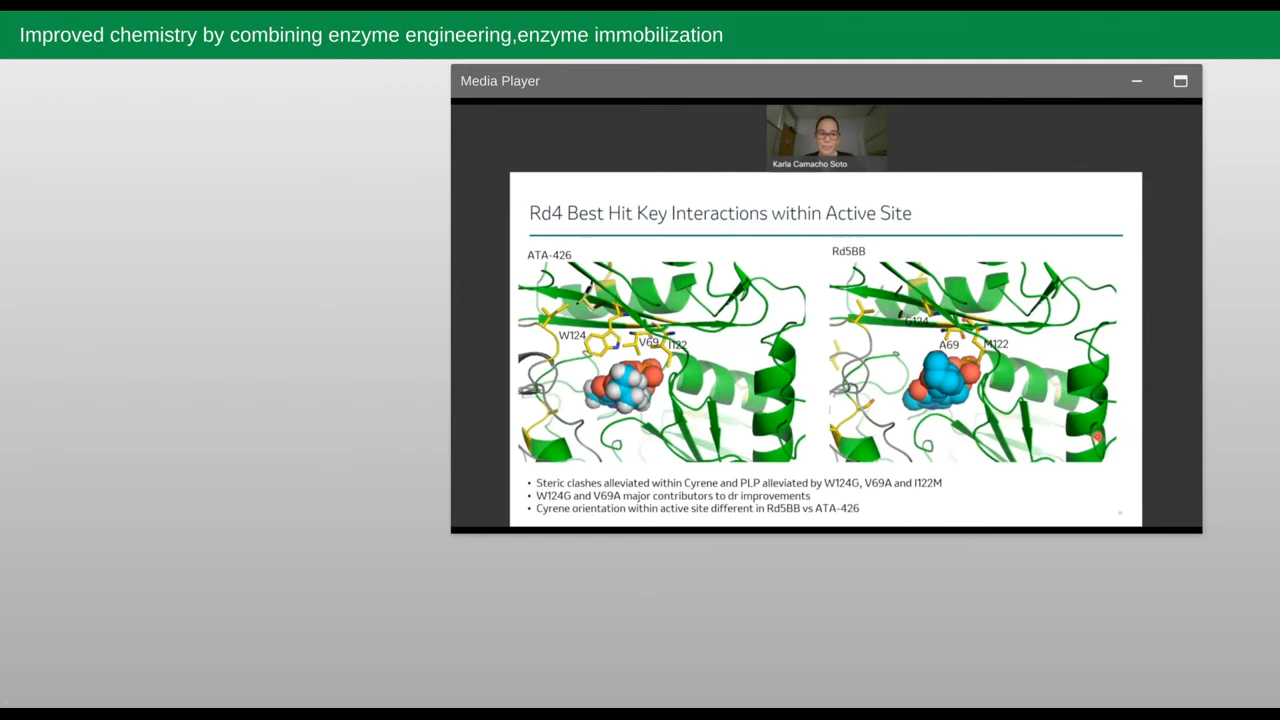 Improved chemistry by combining enzyme engineering,enzyme immobilization
Media Player
Karla Camacho Soto
Rd4 Best Hit Key Interactions within Active Site
ATA-426
Rd5BB
W124
V69
I122
G124
A69
M122
• Steric clashes alleviated within Cyrene and PLP alleviated by W124G, V69A and I122M
• W124G and V69A major contributors to dr improvements
• Cyrene orientation within active site different in Rd5BB vs ATA-426